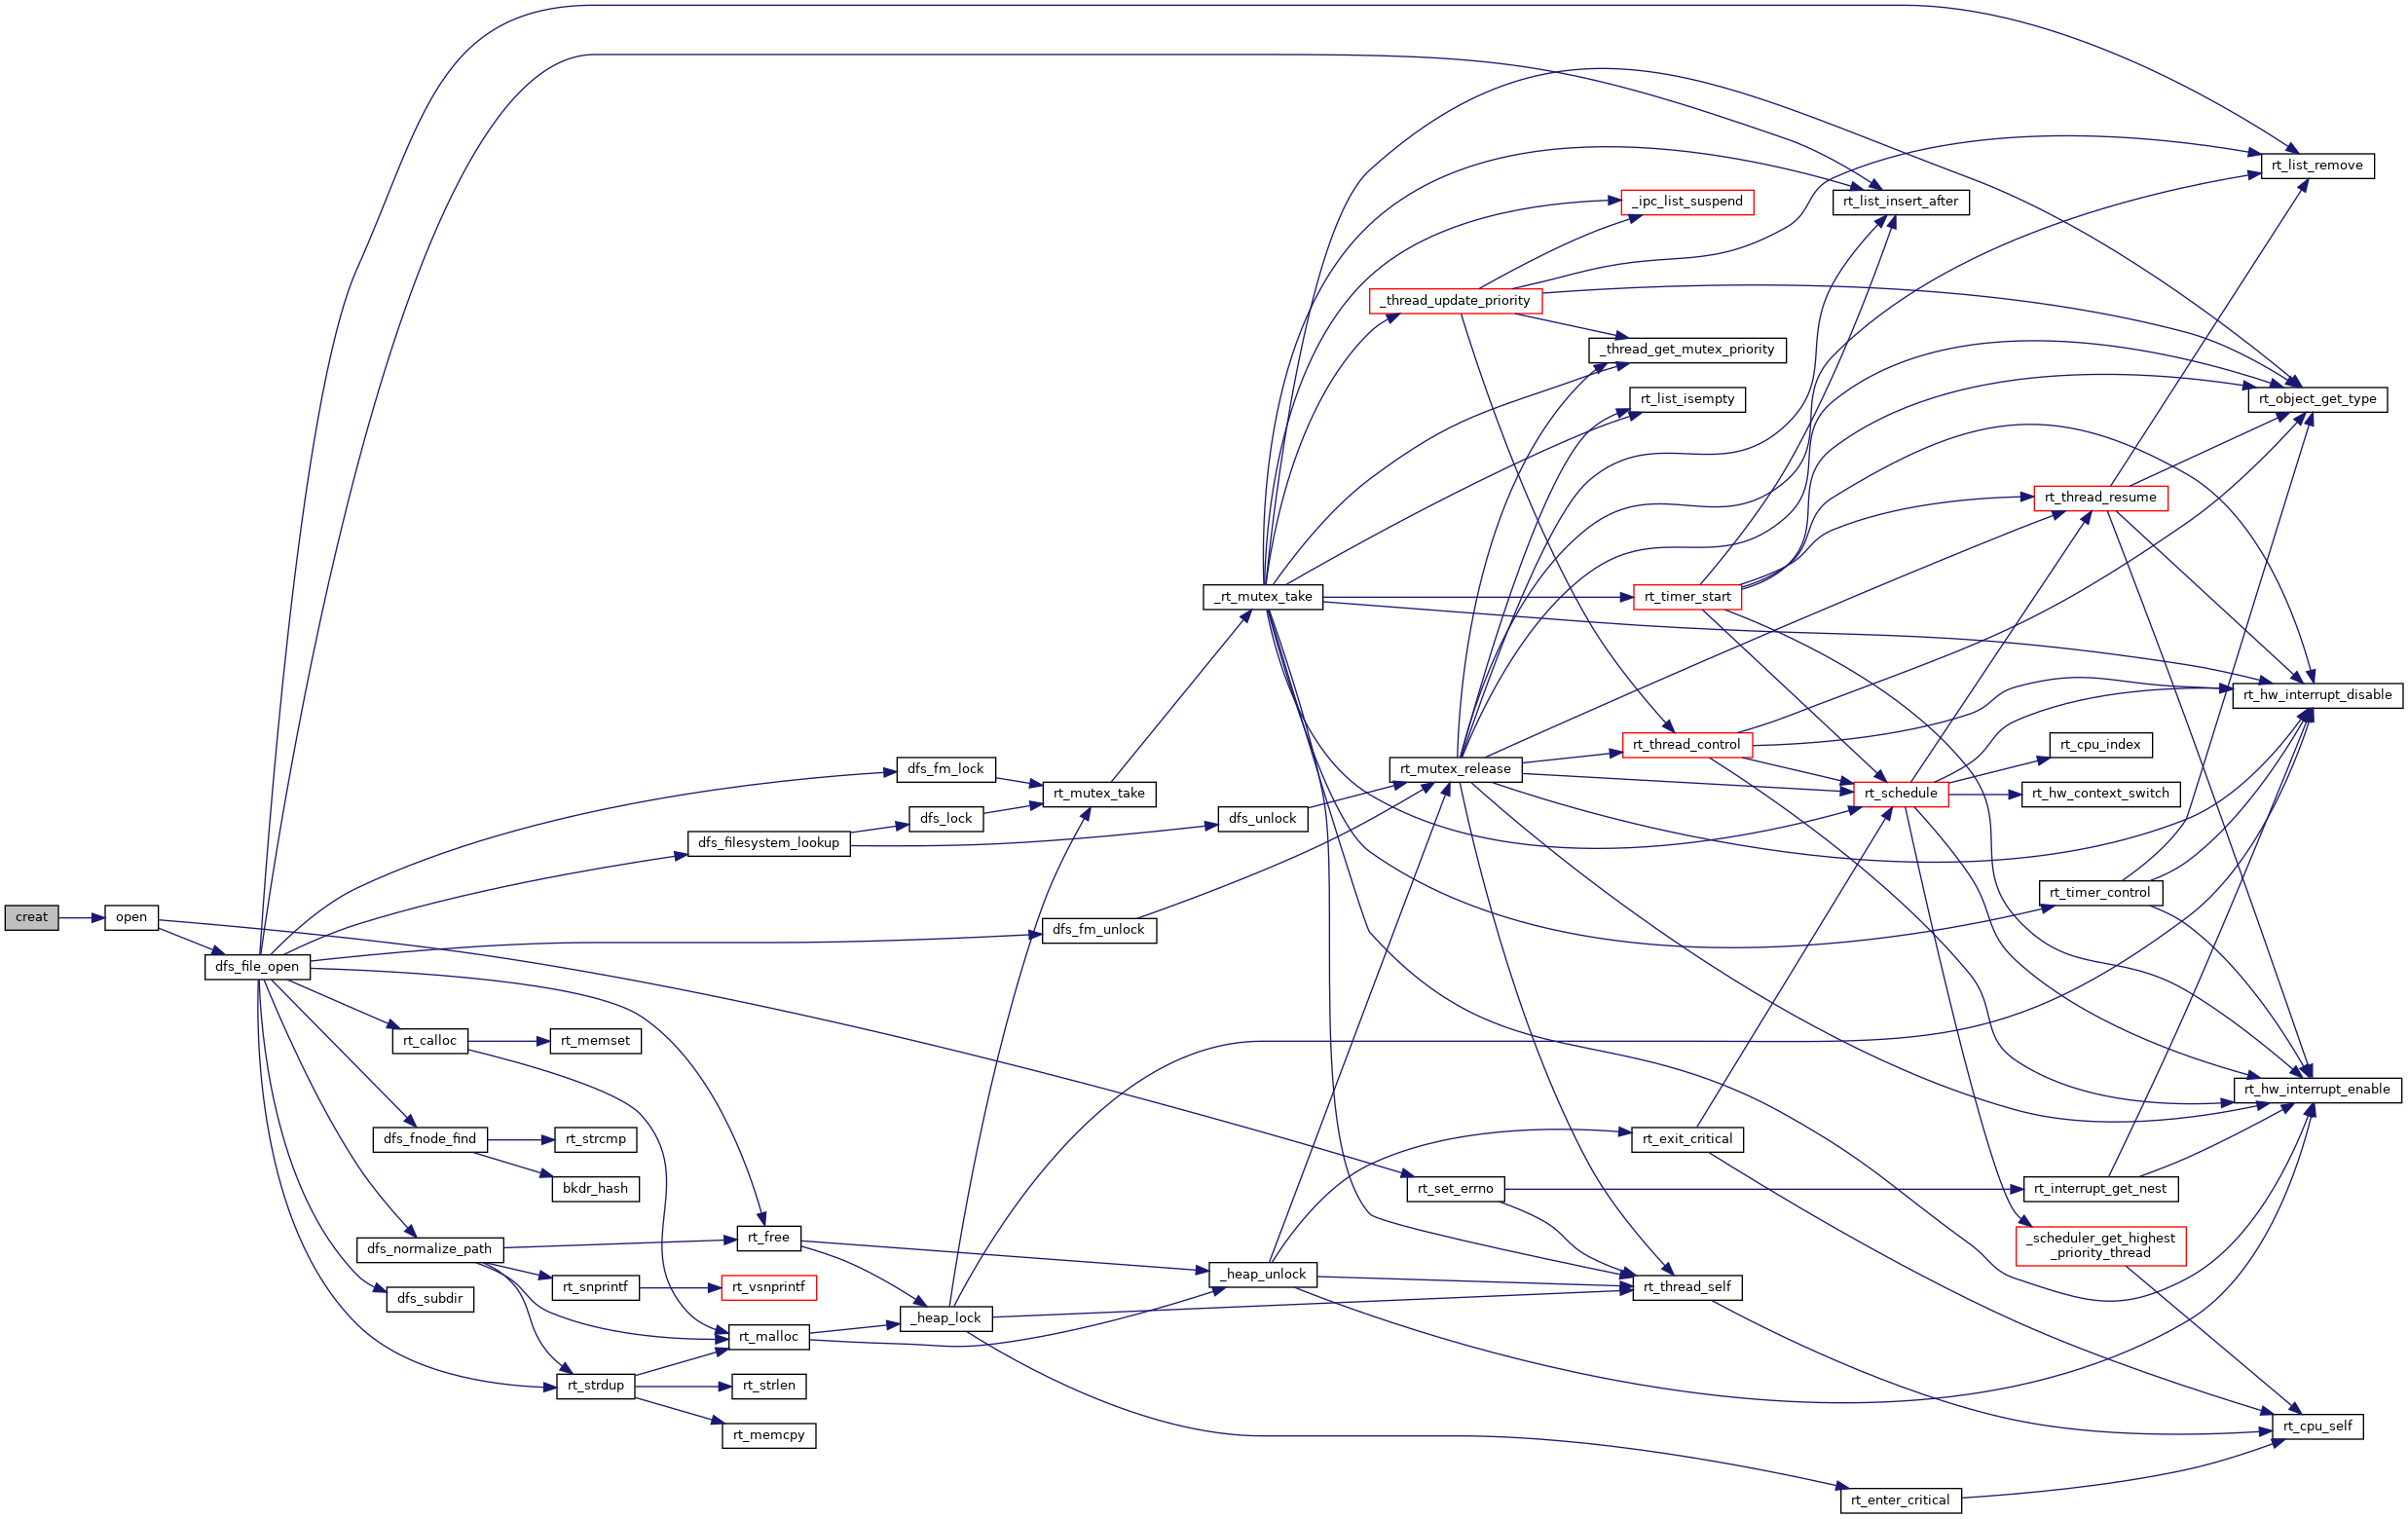 rt_list_remove
_ipc_list_suspend
rt_list_insert_after
_thread_update_priority
_thread_get_mutex_priority
rt_list_isempty
rt_object_get_type
rt_thread_resume
_rt_mutex_take
rt_timer_start
rt_hw_interrupt_disable
rt_thread_control
rt_cpu_index
dfs_fm_lock
rt_mutex_release
rt_mutex_take
rt_schedule
rt_hw_context_switch
dfs_lock
dfs_unlock
dfs_filesystem_lookup
rt_timer_control
creat
open
dfs_fm_unlock
dfs_file_open
rt_calloc
rt_memset
rt_hw_interrupt_enable
dfs_fnode_find
rt_strcmp
rt_exit_critical
bkdr_hash
rt_set_errno
rt_interrupt_get_nest
rt_free
dfs_normalize_path
_scheduler_get_highest
_priority_thread
_heap_unlock
rt_snprintf
rt_vsnprintf
rt_thread_self
dfs_subdir
_heap_lock
rt_malloc
rt_strdup
rt_strlen
rt_cpu_self
rt_memcpy
rt_enter_critical